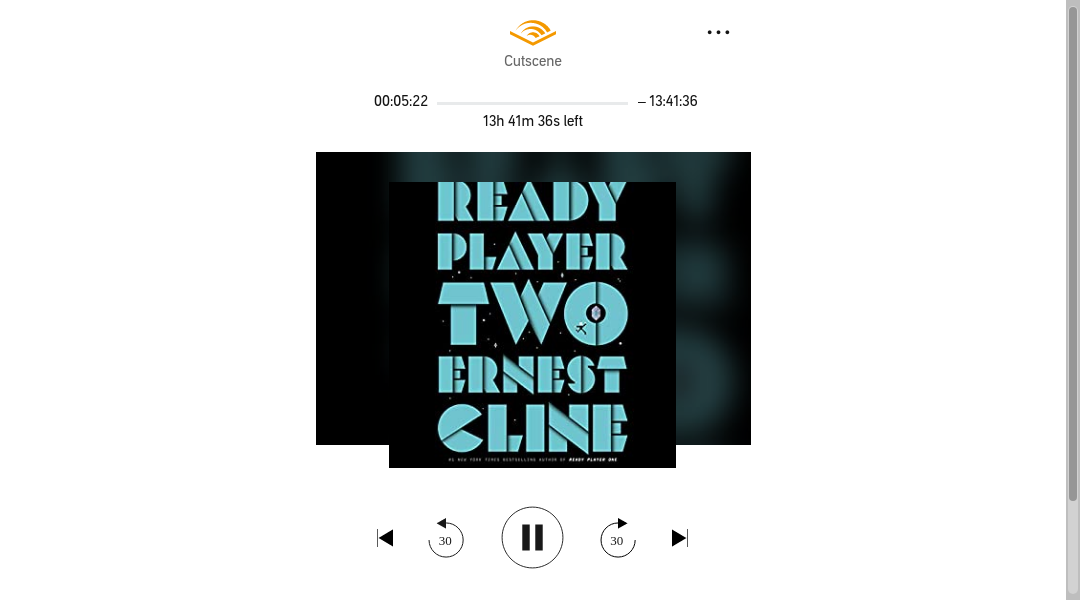 Cutscene
00:05:22 – 13:41:36
13h 41m 36s left
READY
PLAYER
TWO
ERNEST
CLINE
#1 NEW YORK TIMES BESTSELLING AUTHOR OF READY PLAYER ONE
30 30